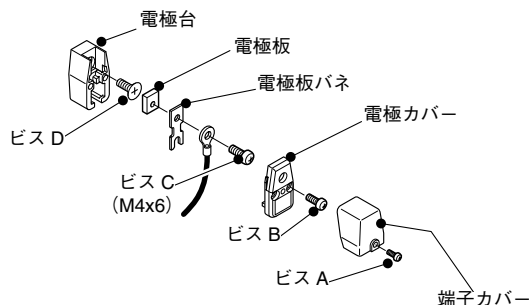 電極台
電極板
電極板バネ
電極カバー
ビス D
ビス C
(M4x6)
ビス B
ビス A
端子カバー